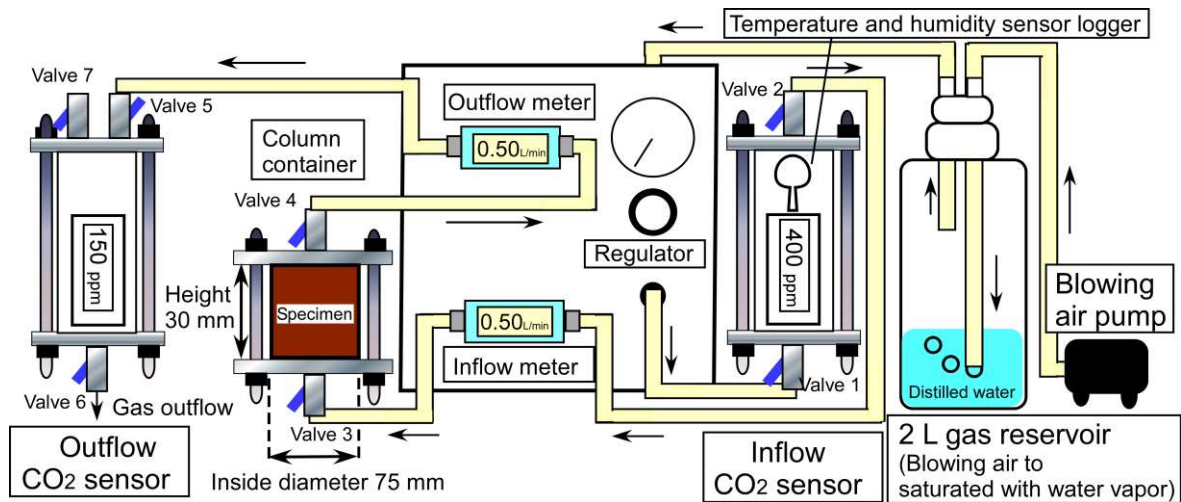 Temperature and humidity sensor logger
Valve 7
Valve 5
Outflow meter
0.50L/min
Valve 2
Column
container
Valve 4
150 ppm
400 ppm
Regulator
Height
30 mm
Specimen
0.50L/min
Inflow meter
Blowing
air pump
Distilled water
Valve 6
Gas outflow
Valve 3
Valve 1
Outflow
CO2 sensor
Inside diameter 75 mm
Inflow
CO2 sensor
2 L gas reservoir
(Blowing air to
saturated with water vapor)